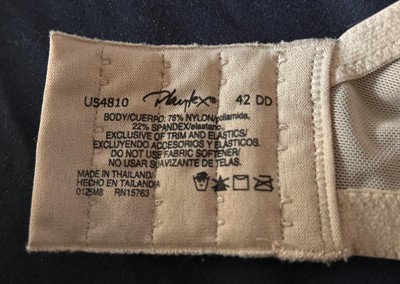 US4810 Playtex® 42 DD
BODY/CUERPO: 78% NYLON/poliamida,
22% SPANDEX/elastano.
EXCLUSIVE OF TRIM AND ELASTICS/
EXCLUYENDO ACCESORIOS Y ELASTICOS.
DO NOT USE FABRIC SOFTENER/
NO USAR SUAVIZANTE DE TELAS.
MADE IN THAILAND/
HECHO EN TAILANDIA
0125M8 RN15763